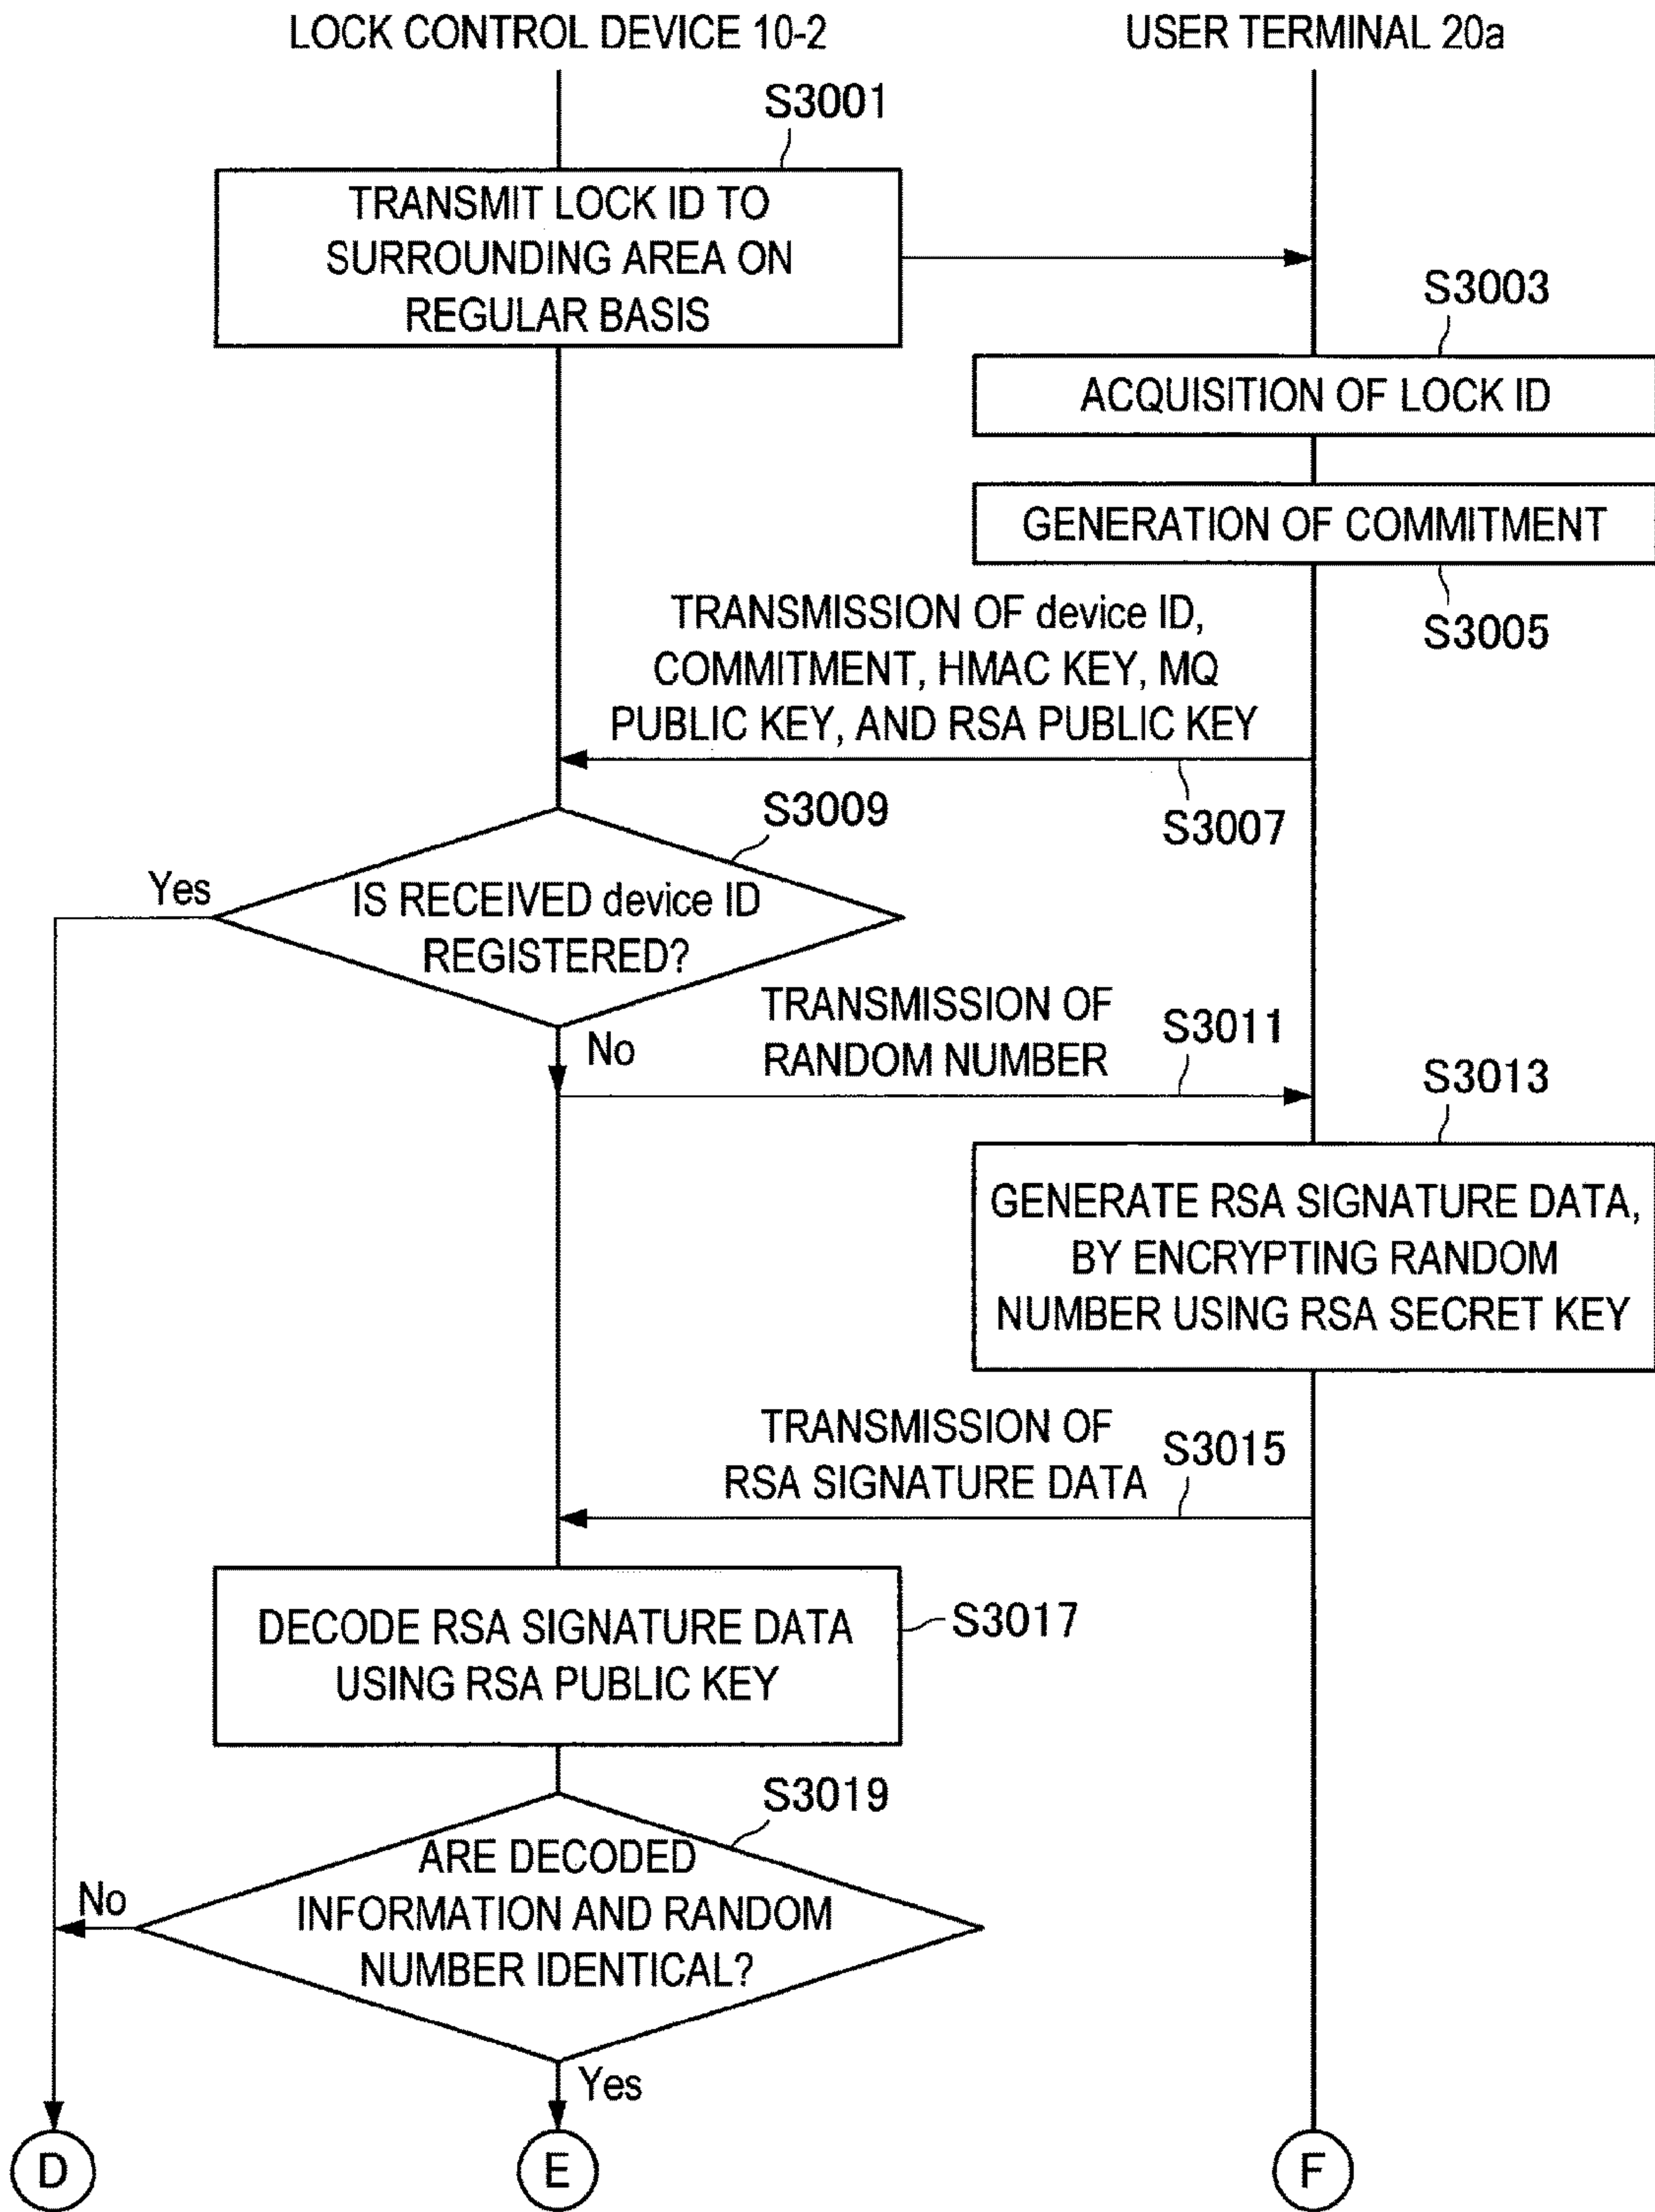 LOCK CONTROL DEVICE 10-2
USER TERMINAL 20a
S3001
TRANSMIT LOCK ID TO
SURROUNDING AREA ON
REGULAR BASIS
S3003
ACQUISITION OF LOCK ID
GENERATION OF COMMITMENT
S3005
TRANSMISSION OF device ID,
COMMITMENT, HMAC KEY, MQ
PUBLIC KEY, AND RSA PUBLIC KEY
S3007
S3009
Yes
IS RECEIVED device ID
REGISTERED?
No
TRANSMISSION OF
RANDOM NUMBER
S3011
S3013
GENERATE RSA SIGNATURE DATA,
BY ENCRYPTING RANDOM
NUMBER USING RSA SECRET KEY
TRANSMISSION OF
RSA SIGNATURE DATA
S3015
DECODE RSA SIGNATURE DATA
USING RSA PUBLIC KEY
S3017
S3019
ARE DECODED
INFORMATION AND RANDOM
NUMBER IDENTICAL?
No
Yes
D
E
F